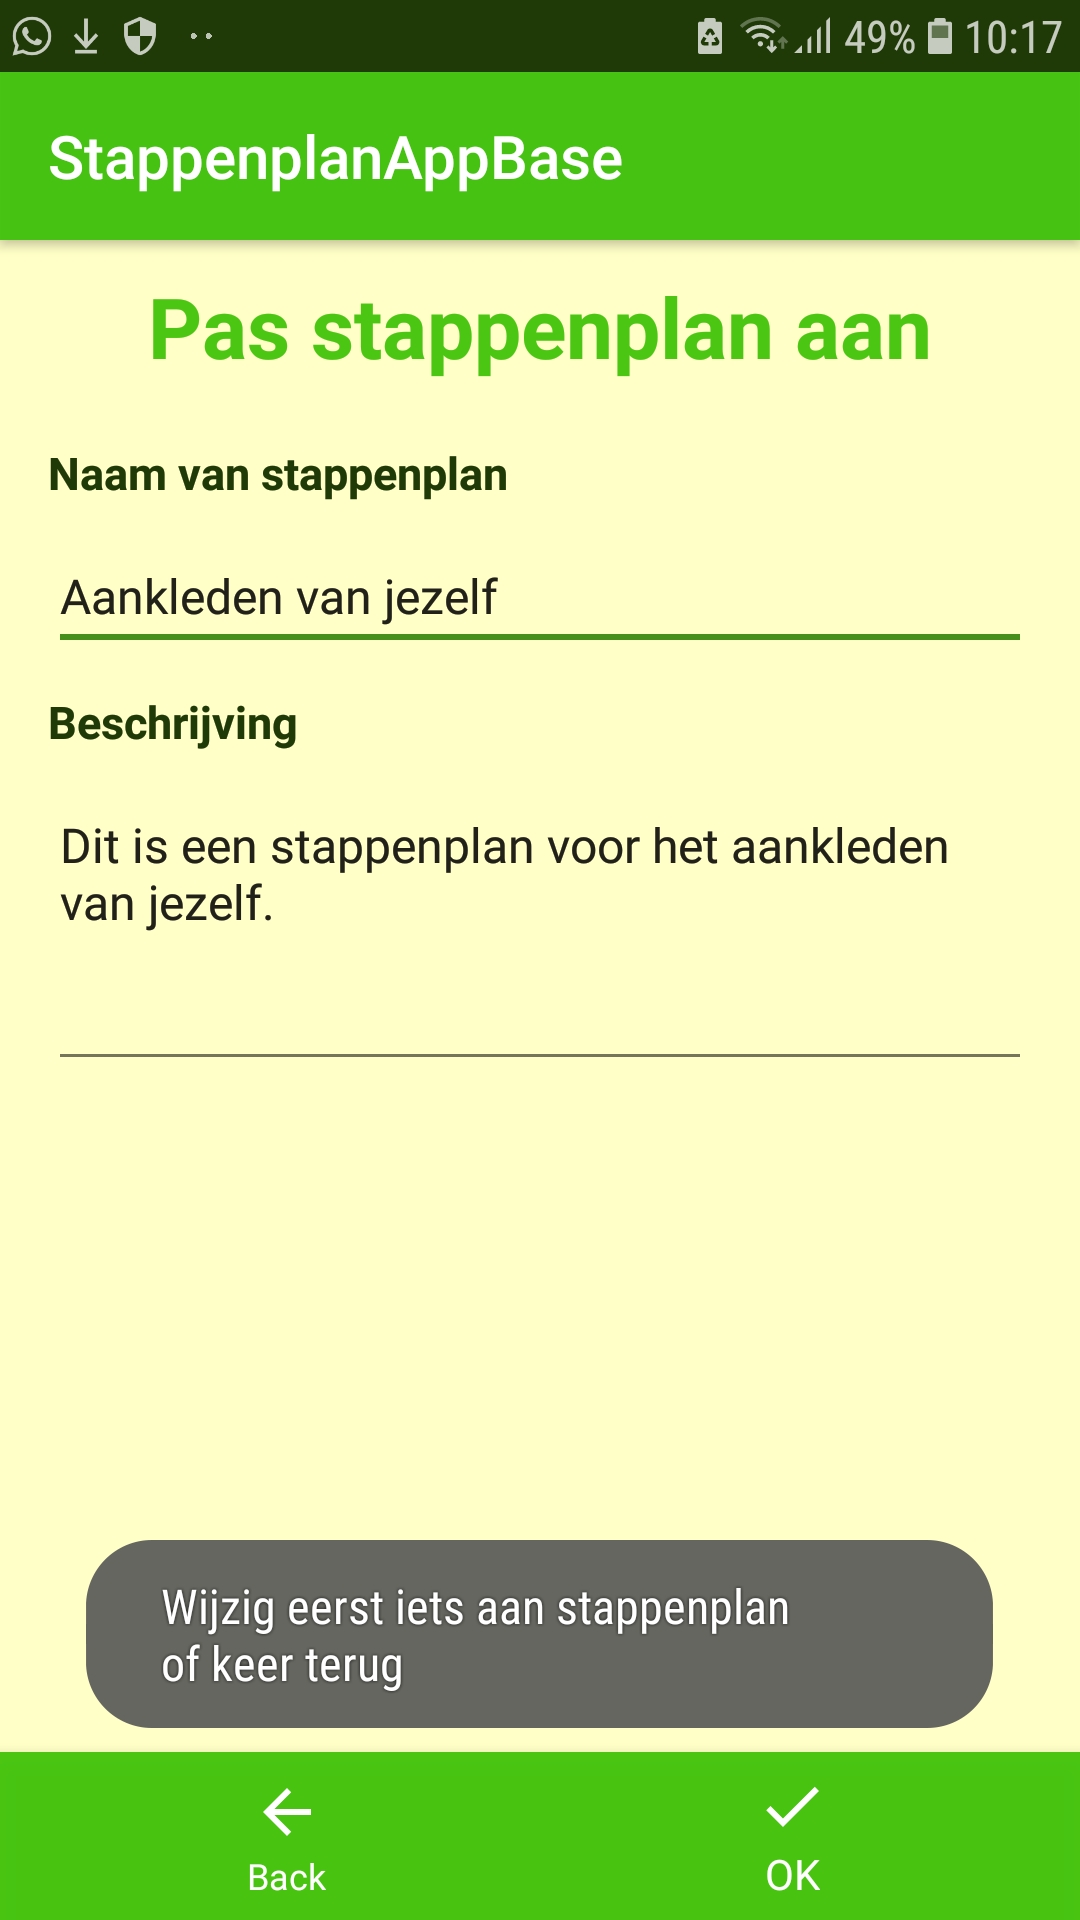 49% 10:17
StappenplanAppBase
Pas stappenplan aan
Naam van stappenplan
Aankleden van jezelf
Beschrijving
Dit is een stappenplan voor het aankleden
van jezelf.
Wijzig eerst iets aan stappenplan
of keer terug
Back
OK